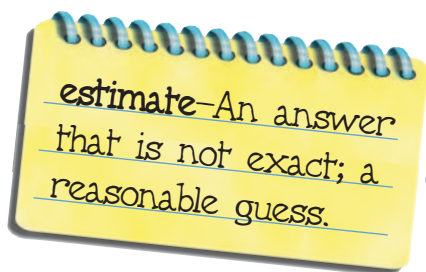 estimate–An answer
that is not exact; a
reasonable guess.